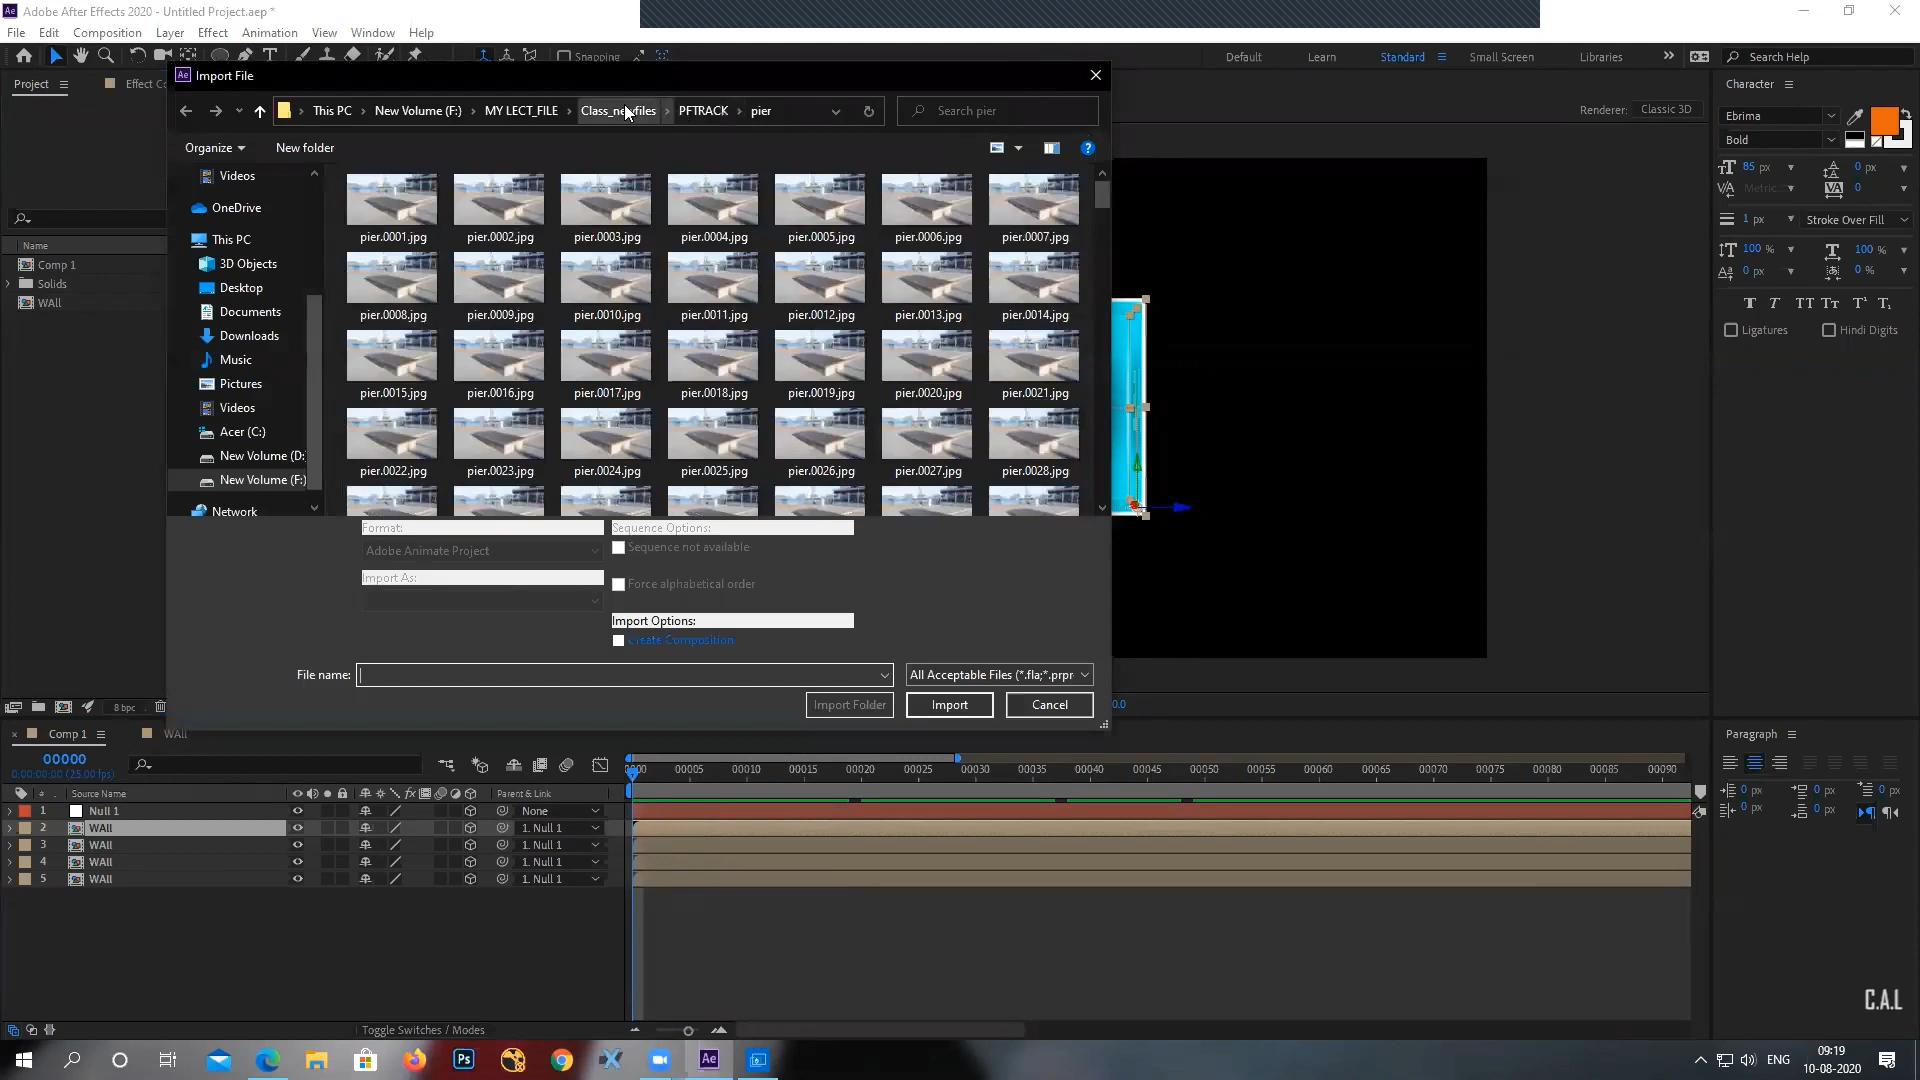 Adobe After Effects 2020 - Untitled Project.aep *
File Edit Composition Layer Effect Animation View Window Help
Snapping
Default Learn Standard Small Screen Libraries Search Help
Project
Effect Co
Import File
This PC New Volume (F:) MY LECT_FILE Class_new files PFTRACK pier
Search pier
Organize New folder
Videos
OneDrive
This PC
3D Objects
Desktop
Documents
Downloads
Music
Pictures
Videos
Acer (C:)
New Volume (D:
New Volume (F:)
Network
pier.0001.jpg pier.0002.jpg pier.0003.jpg pier.0004.jpg pier.0005.jpg pier.0006.jpg pier.0007.jpg
pier.0008.jpg pier.0009.jpg pier.0010.jpg pier.0011.jpg pier.0012.jpg pier.0013.jpg pier.0014.jpg
pier.0015.jpg pier.0016.jpg pier.0017.jpg pier.0018.jpg pier.0019.jpg pier.0020.jpg pier.0021.jpg
pier.0022.jpg pier.0023.jpg pier.0024.jpg pier.0025.jpg pier.0026.jpg pier.0027.jpg pier.0028.jpg
Format:
Adobe Animate Project
Import As:
Sequence Options:
Sequence not available
Force alphabetical order
Import Options:
Create Composition
File name:
All Acceptable Files (*.fla;*.prpr
Import Folder Import Cancel
Name
Comp 1
Solids
WAll
8 bpc
0.0
Renderer: Classic 3D
Character
Ebrima
Bold
85 px 0 px
Metric 0
1 px Stroke Over Fill
100 % 100 %
0 px 0 %
T T TT Tr T¹ T₁
Ligatures Hindi Digits
Paragraph
0 px 0 px 0 px
0 px 0 px
Comp 1 WAll
00000
0:00:00:00 (25.00 fps)
# Source Name fx Parent & Link
0000 00005 00010 00015 00020 00025 00030 00035 00040 00045 00050 00055 00060 00065 00070 00075 00080 00085 00090
1 Null 1 None
2 WAll 1. Null 1
3 WAll 1. Null 1
4 WAll 1. Null 1
5 WAll 1. Null 1
Toggle Switches / Modes
C.A.L
Ps Ae
ENG
09:19
10-08-2020